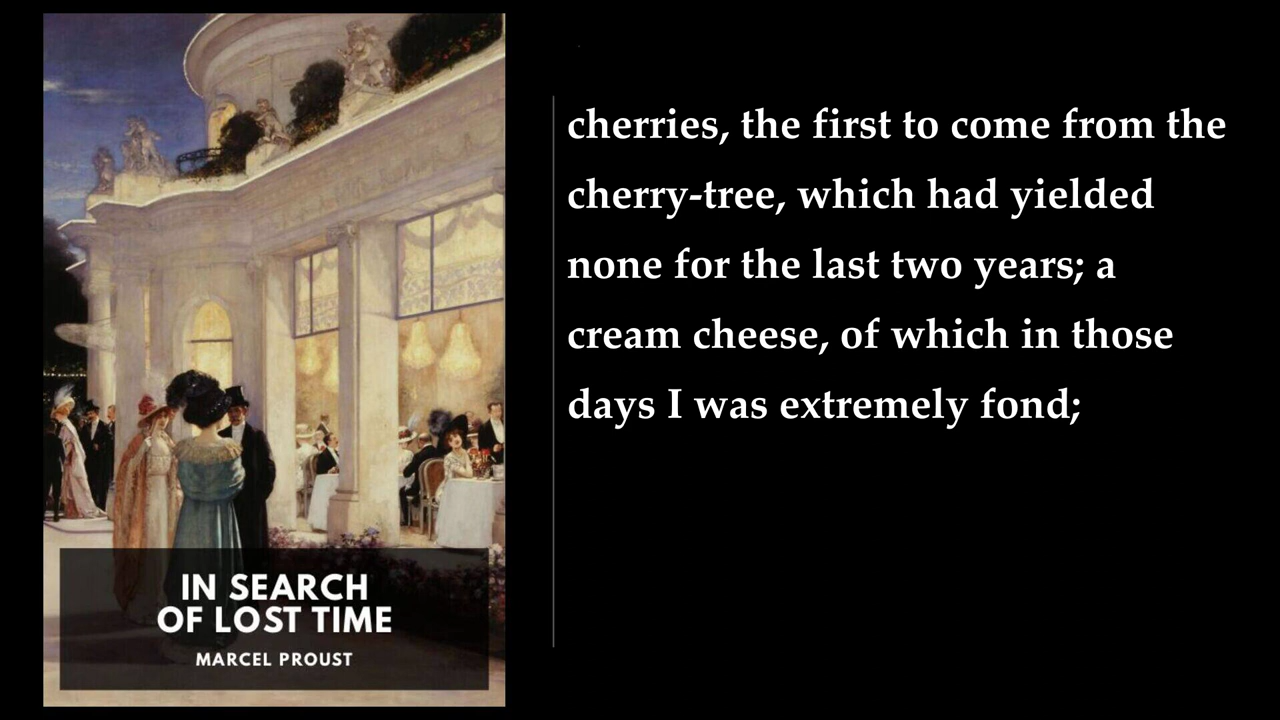 cherries, the first to come from the
cherry-tree, which had yielded
none for the last two years; a
cream cheese, of which in those
days I was extremely fond;
IN SEARCH
OF LOST TIME
MARCEL PROUST